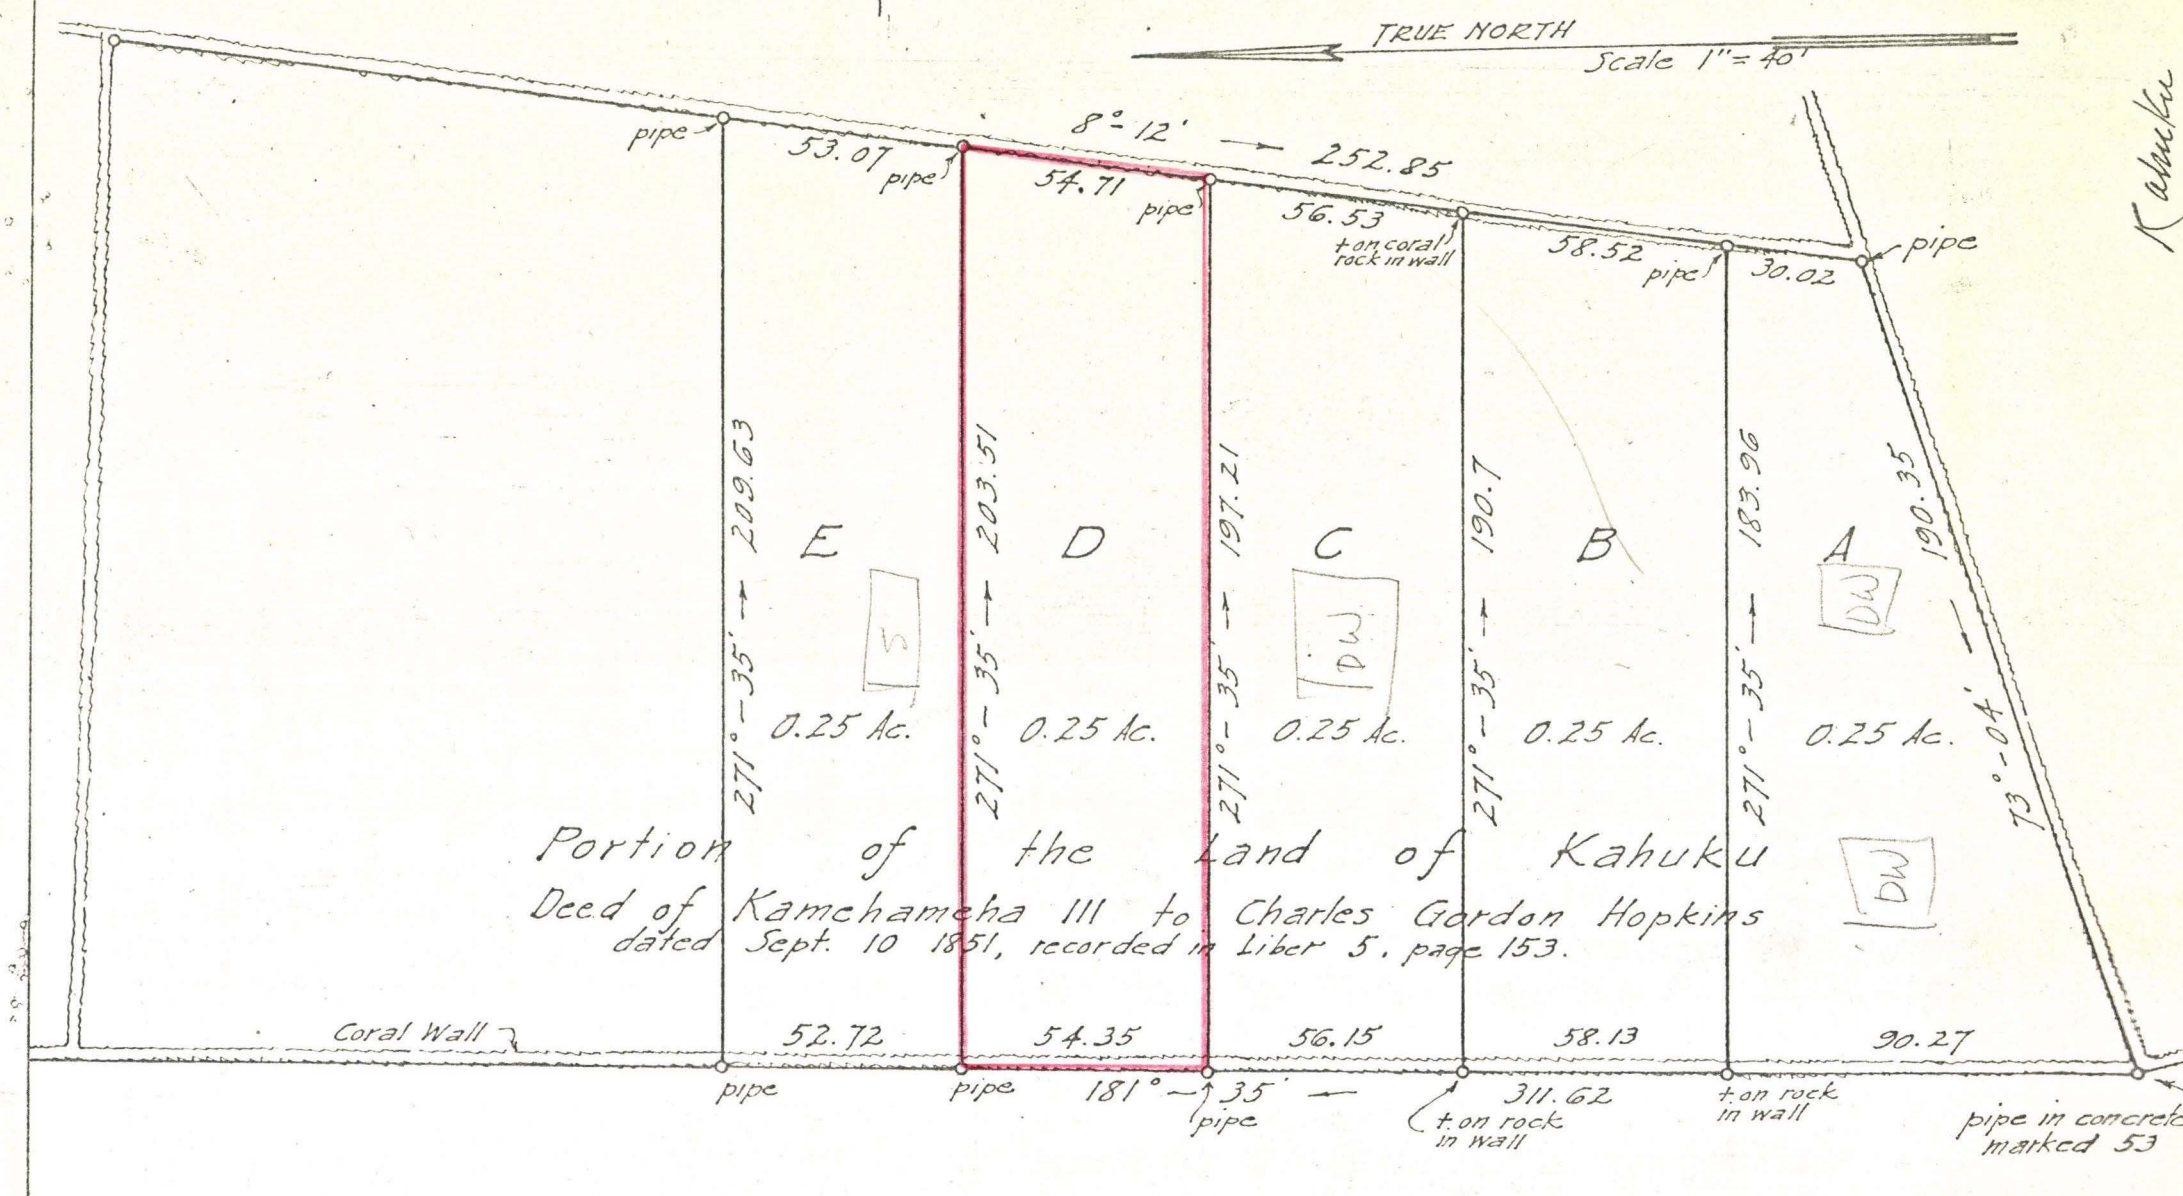 TRUE NORTH
Scale 1" = 40'
Kahuku
8°-12' → 252.85
pipe
53.07
pipe
54.71
pipe
56.53
+ on coral
rock in wall
58.52
pipe
30.02
pipe
271°-35' → 209.63
271°-35' → 203.51
271°-35' → 197.21
271°-35' → 190.7
271°-35' → 183.96
190.35
73°-04'
E
D
C
B
A
5
DW
DW
DW
0.25 Ac.
0.25 Ac.
0.25 Ac.
0.25 Ac.
0.25 Ac.
Portion of the Land of Kahuku
Deed of Kamehameha III to Charles Gordon Hopkins
dated Sept. 10 1851, recorded in Liber 5, page 153.
Coral Wall
52.72
54.35
56.15
58.13
90.27
pipe
pipe
181°-35'
311.62
pipe
+ on rock
in wall
+ on rock
in wall
pipe in concrete
marked 53